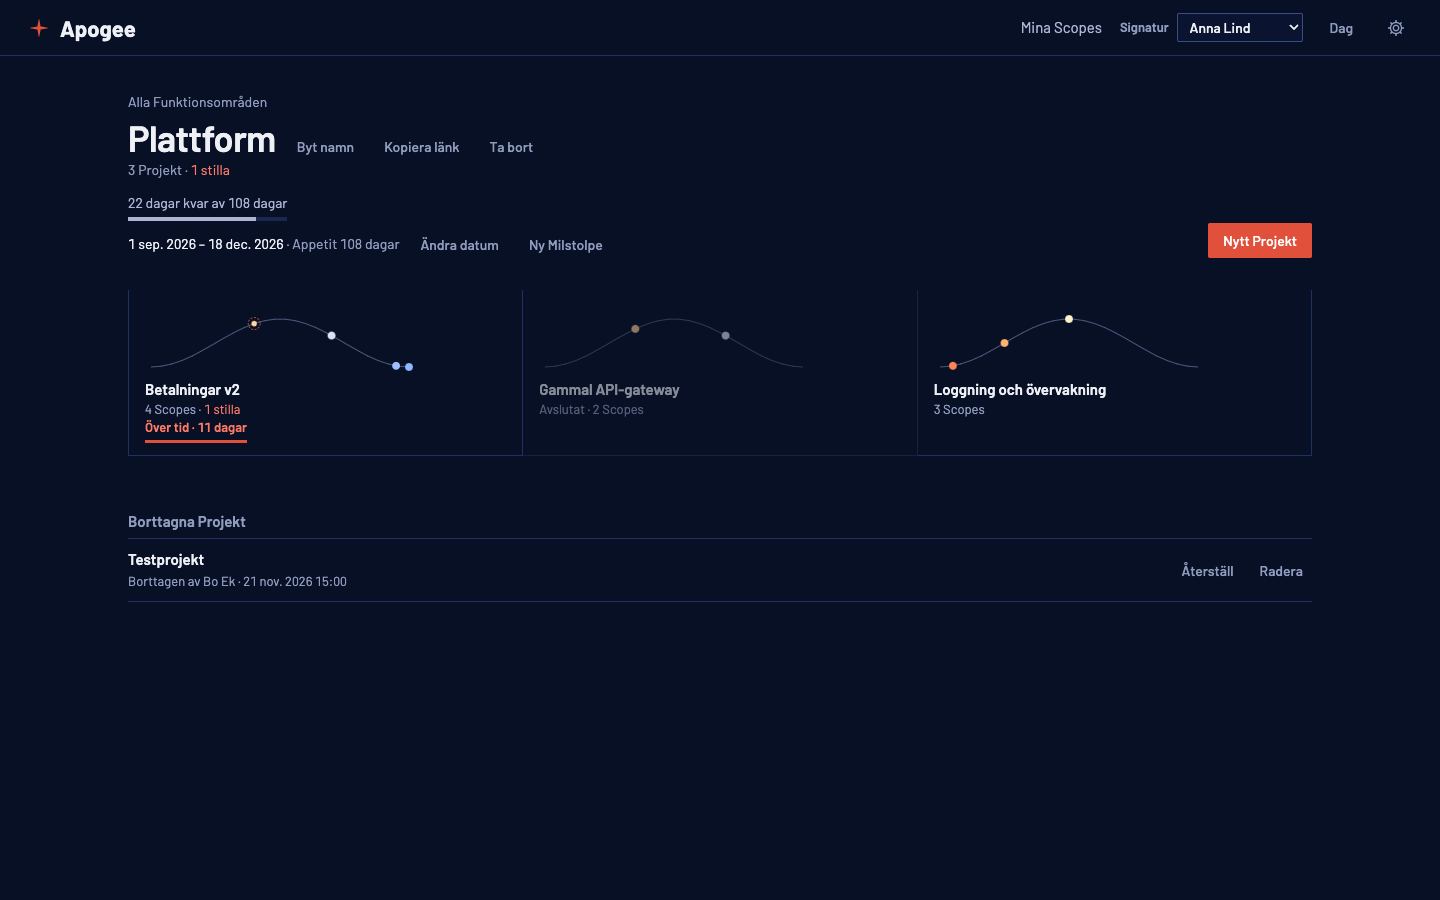 Apogee
Mina Scopes
Signatur
Anna Lind
Dag
Alla Funktionsområden
Plattform
Byt namn
Kopiera länk
Ta bort
3 Projekt · 1 stilla
22 dagar kvar av 108 dagar
1 sep. 2026 – 18 dec. 2026 · Appetit 108 dagar
Ändra datum
Ny Milstolpe
Nytt Projekt
Betalningar v2
4 Scopes · 1 stilla
Över tid · 11 dagar
Gammal API-gateway
Avslutat · 2 Scopes
Loggning och övervakning
3 Scopes
Borttagna Projekt
Testprojekt
Borttagen av Bo Ek · 21 nov. 2026 15:00
Återställ
Radera